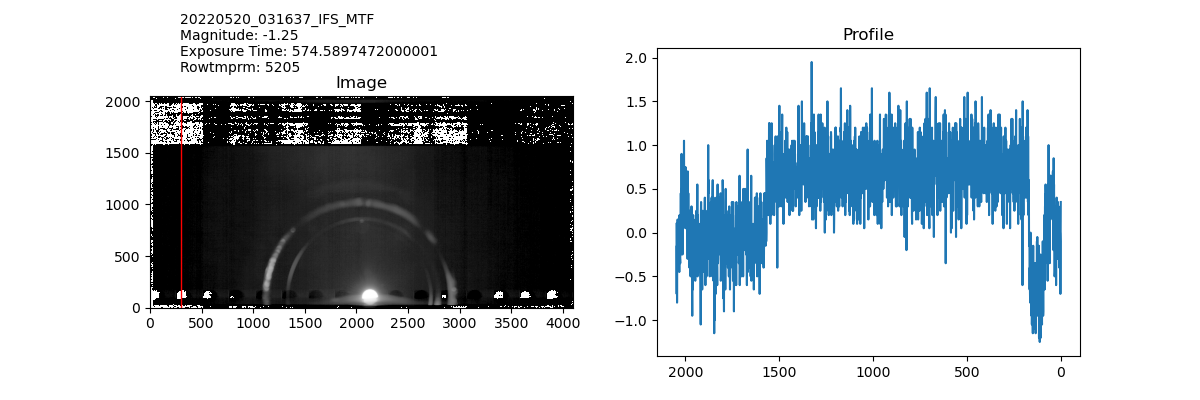 20220520_031637_IFS_MTF
Magnitude: -1.25
Exposure Time: 574.5897472000001
Rowtmprm: 5205
Image
2000
1500
1000
500
0
0 500 1000 1500 2000 2500 3000 3500 4000
Profile
2.0
1.5
1.0
0.5
0.0
−0.5
−1.0
2000 1500 1000 500 0